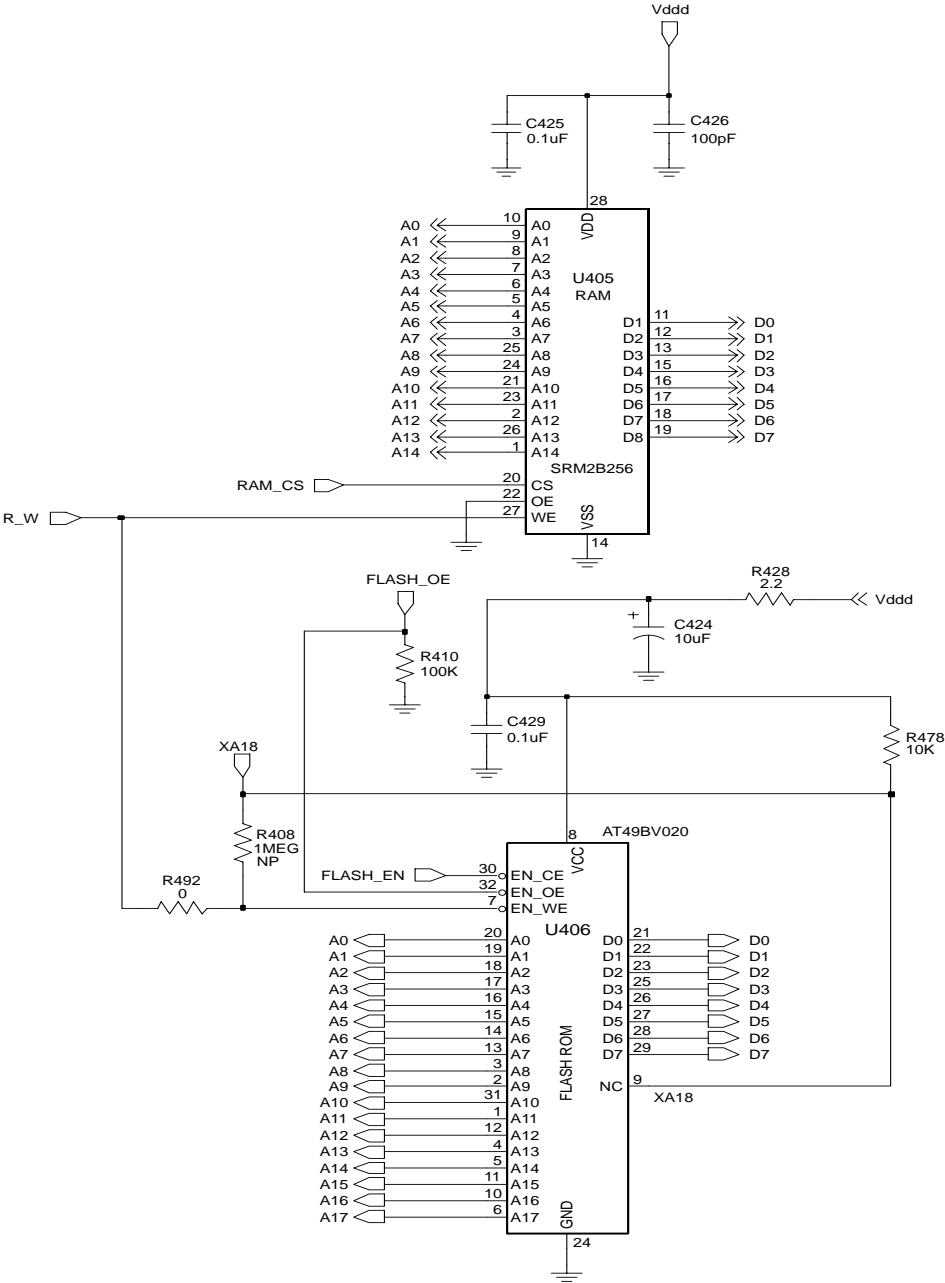 Vddd
C425
0.1uF
C426
100pF
28
VDD
A0 10 A0
A1 9 A1
A2 8 A2
A3 7 A3
A4 6 A4
A5 5 A5
A6 4 A6
A7 3 A7
A8 25 A8
A9 24 A9
A10 21 A10
A11 23 A11
A12 2 A12
A13 26 A13
A14 1 A14
U405
RAM
D1 11 D0
D2 12 D1
D3 13 D2
D4 15 D3
D5 16 D4
D6 17 D5
D7 18 D6
D8 19 D7
SRM2B256
RAM_CS 20 CS
22 OE
R_W 27 WE
VSS
14
FLASH_OE
R410
100K
R428
2.2
Vddd
+
C424
10uF
C429
0.1uF
R478
10K
XA18
R408
1MEG
NP
R492
0
8
VCC
AT49BV020
FLASH_EN 30 EN_CE
32 EN_OE
7 EN_WE
U406
A0 20 A0
A1 19 A1
A2 18 A2
A3 17 A3
A4 16 A4
A5 15 A5
A6 14 A6
A7 13 A7
A8 3 A8
A9 2 A9
A10 31 A10
A11 1 A11
A12 12 A12
A13 4 A13
A14 5 A14
A15 11 A15
A16 10 A16
A17 6 A17
FLASH ROM
D0 21 D0
D1 22 D1
D2 23 D2
D3 25 D3
D4 26 D4
D5 27 D5
D6 28 D6
D7 29 D7
NC 9
XA18
GND
24